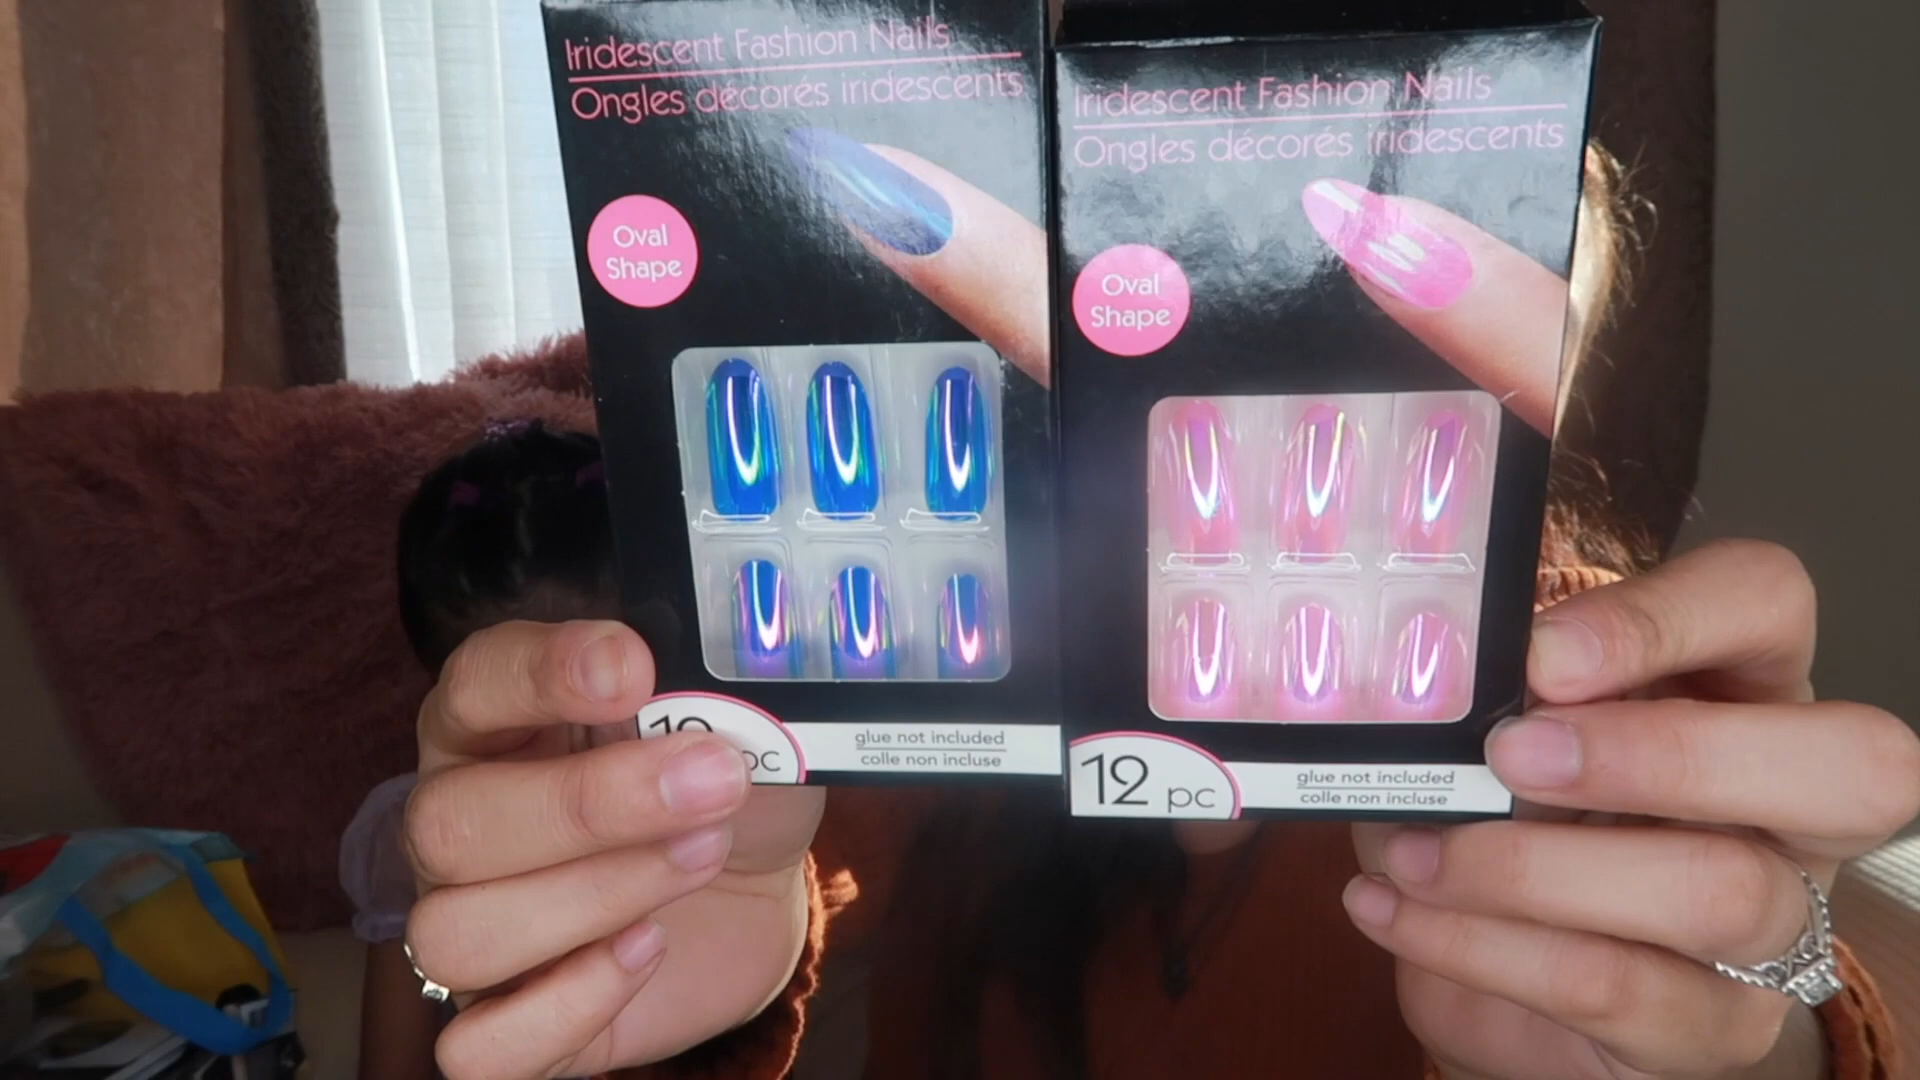 Iridescent Fashion Nails
Ongles décorés iridescents
Oval
Shape
pc
glue not included
colle non incluse
Iridescent Fashion Nails
Ongles décorés iridescents
Oval
Shape
12 pc
glue not included
colle non incluse